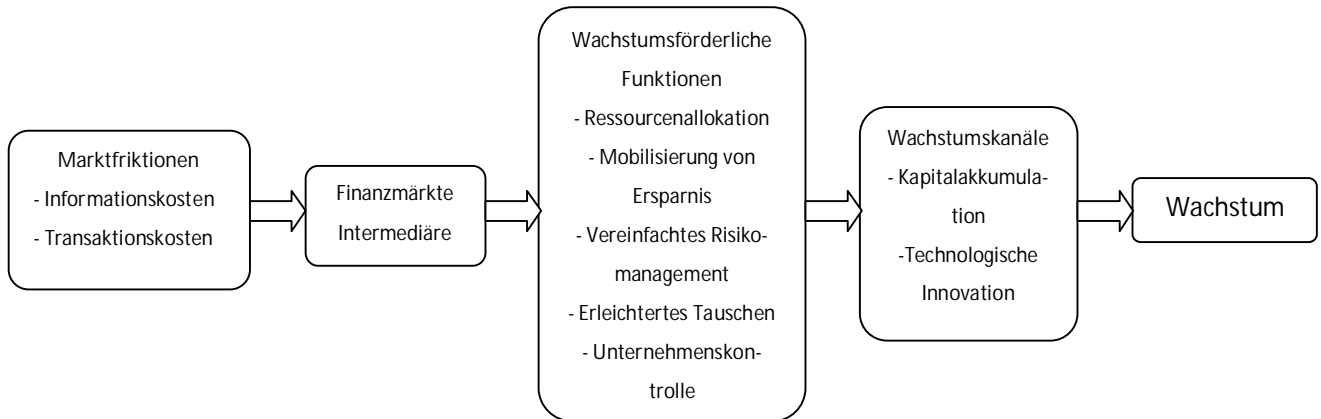 Marktfriktionen
- Informationskosten
- Transaktionskosten
Finanzmärkte
Intermediäre
Wachstumsförderliche
Funktionen
- Ressourcenallokation
- Mobilisierung von
Ersparnis
- Vereinfachtes Risiko-
management
- Erleichtertes Tauschen
- Unternehmenskon-
trolle
Wachstumskanäle
- Kapitalakkumula-
tion
-Technologische
Innovation
Wachstum